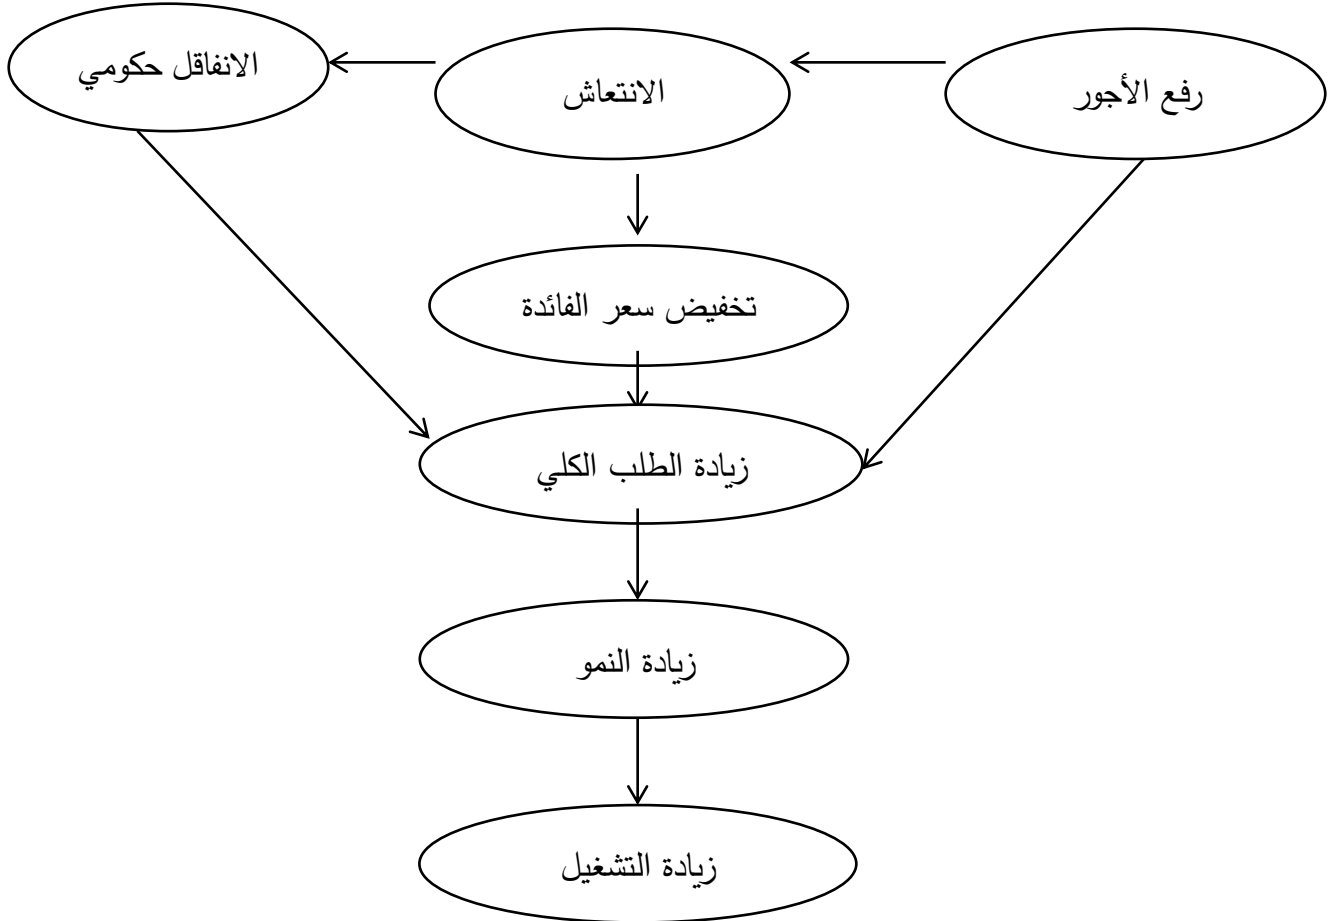 رفع الأجور
الانتعاش
الانفاقل حكومي
تخفيض سعر الفائدة
زيادة الطلب الكلي
زيادة النمو
زيادة التشغيل